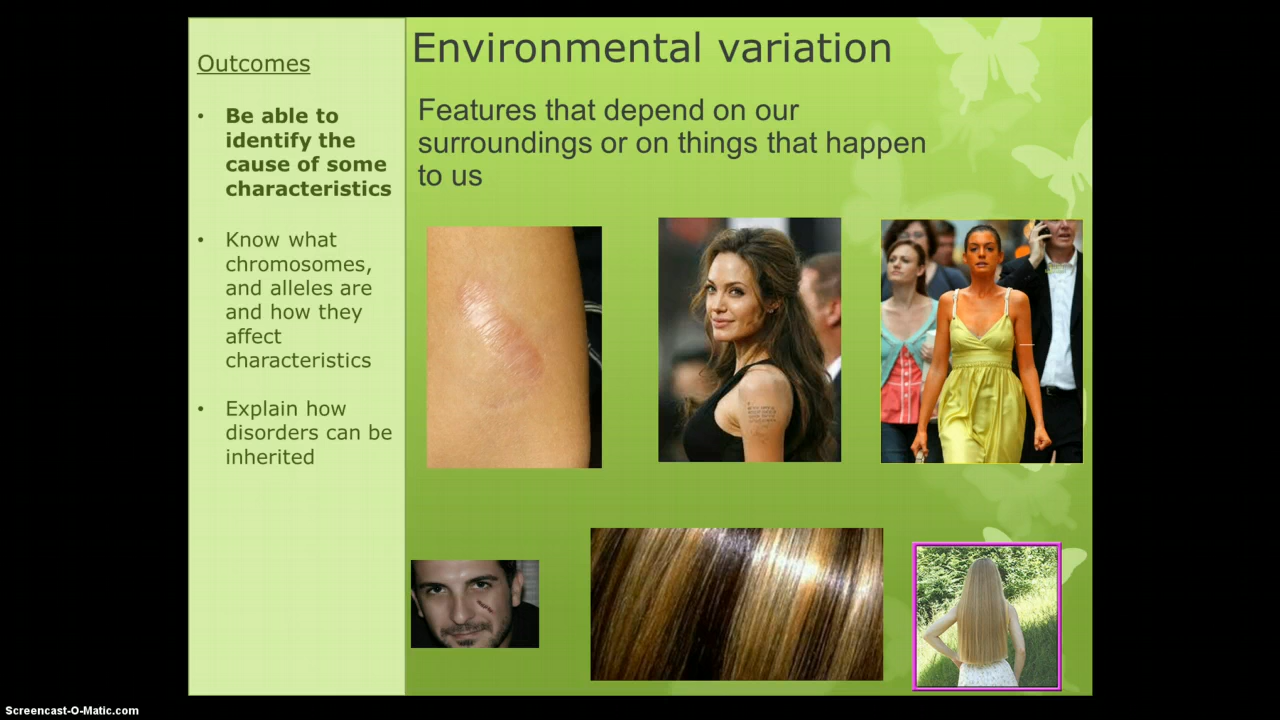 Outcomes
• Be able to
identify the
cause of some
characteristics
• Know what
chromosomes,
and alleles are
and how they
affect
characteristics
• Explain how
disorders can be
inherited
Environmental variation
Features that depend on our
surroundings or on things that happen
to us
Screencast-O-Matic.com